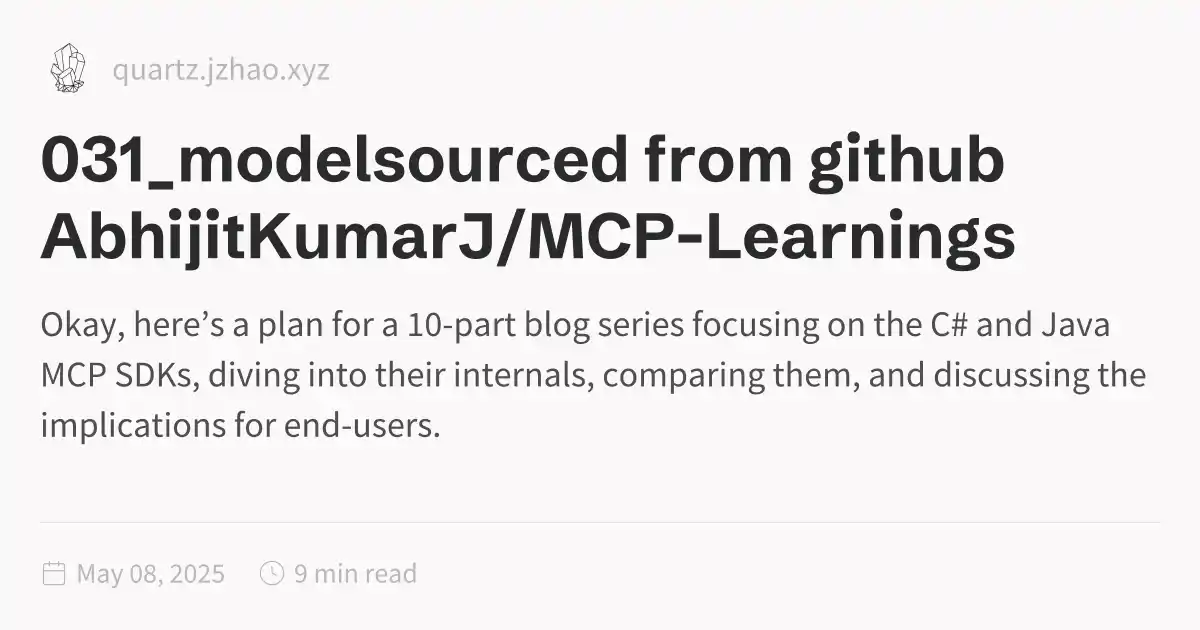 quartz.jzhao.xyz
031_modelsourced from github
AbhijitKumarJ/MCP-Learnings
Okay, here’s a plan for a 10-part blog series focusing on the C# and Java
MCP SDKs, diving into their internals, comparing them, and discussing the
implications for end-users.
May 08, 2025 9 min read